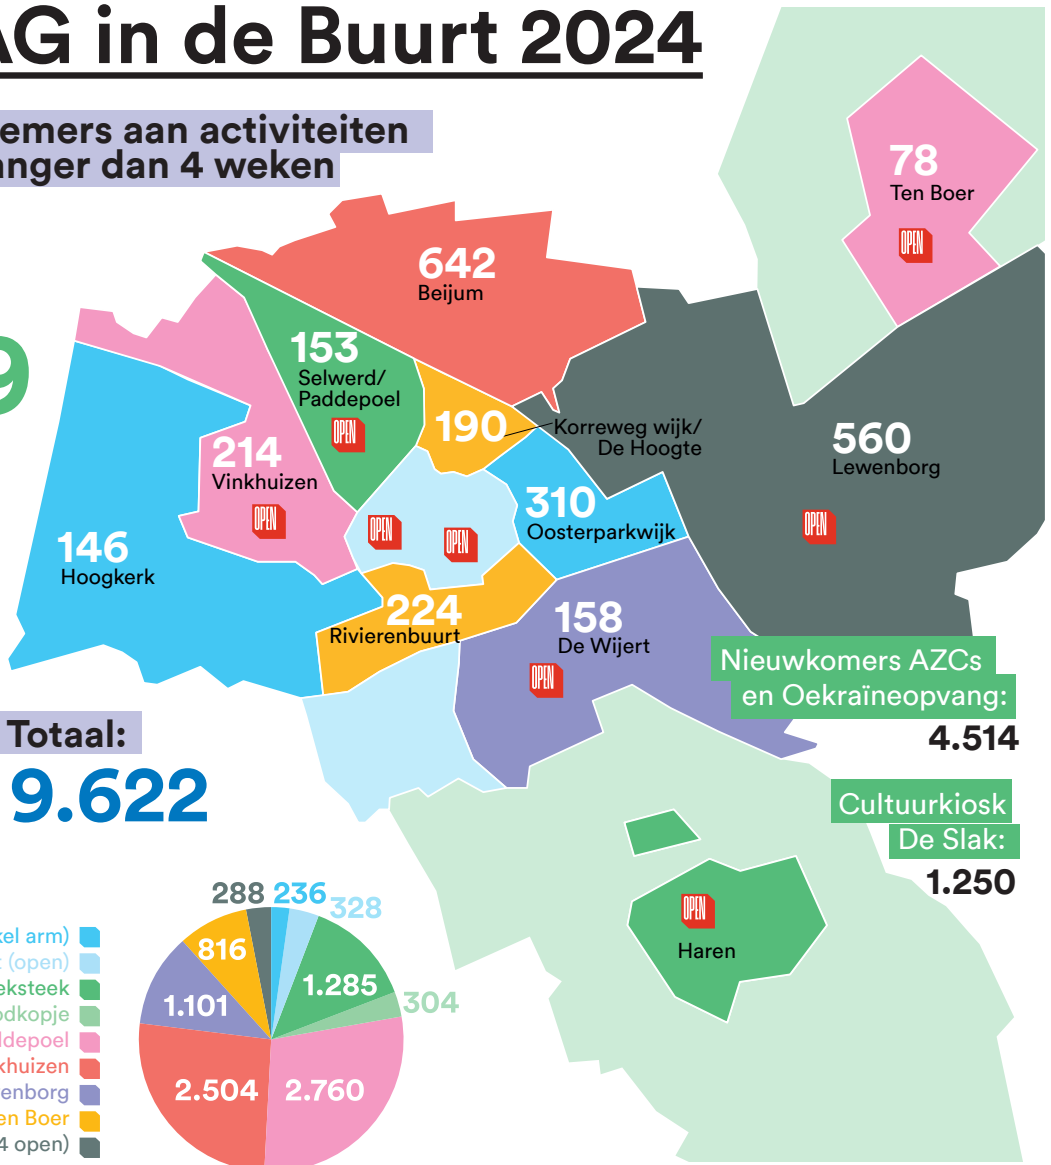 AG in de Buurt 2024
emers aan activiteiten
anger dan 4 weken
9
78
Ten Boer
OPEN
642
Beijum
153
Selwerd/
Paddepoel
OPEN
190
Korreweg wijk/
De Hoogte
560
Lewenborg
OPEN
214
Vinkhuizen
OPEN
310
Oosterparkwijk
OPEN
OPEN
146
Hoogkerk
224
Rivierenbuurt
158
De Wijert
OPEN
Nieuwkomers AZCs
en Oekraïneopvang:
4.514
Totaal:
9.622
Cultuurkiosk
De Slak:
1.250
OPEN
Haren
288
236
328
816
1.285
304
1.101
2.504
2.760
kel arm)
t (open)
eksteek
odkopje
ddepoel
khuizen
enborg
en Boer
4 open)